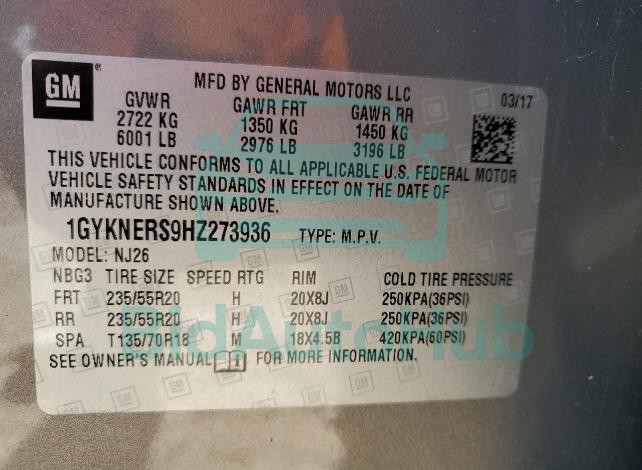 GM ®
MFD BY GENERAL MOTORS LLC
03/17
GVWR GAWR FRT GAWR RR
2722 KG 1350 KG 1450 KG
6001 LB 2976 LB 3196 LB
THIS VEHICLE CONFORMS TO ALL APPLICABLE U.S. FEDERAL MOTOR
VEHICLE SAFETY STANDARDS IN EFFECT ON THE DATE OF
MANUFACTURE SHOWN ABOVE.
1GYKNERS9HZ273936 TYPE: M.P.V.
MODEL: NJ26
NBG3 TIRE SIZE SPEED RTG RIM COLD TIRE PRESSURE
FRT 235/55R20 H 20X8J 250KPA(36PSI)
RR 235/55R20 H 20X8J 250KPA(36PSI)
SPA T135/70R18 M 18X4.5B 420KPA(60PSI)
SEE OWNER'S MANUAL i FOR MORE INFORMATION.
BidAutoHub